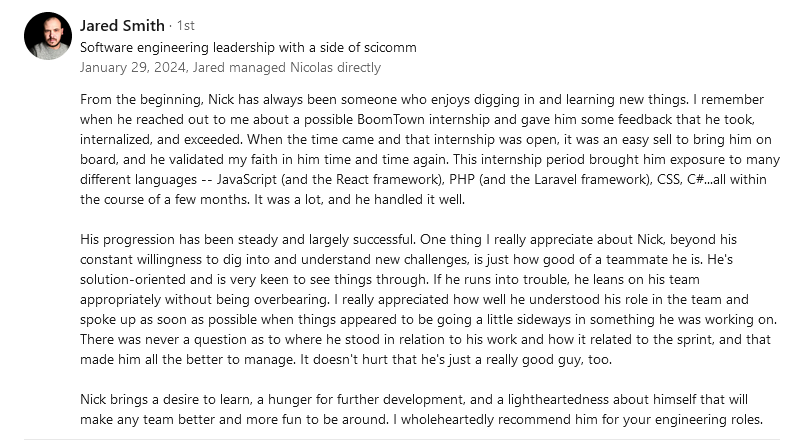 Jared Smith · 1st
Software engineering leadership with a side of scicomm
January 29, 2024, Jared managed Nicolas directly
From the beginning, Nick has always been someone who enjoys digging in and learning new things. I remember
when he reached out to me about a possible BoomTown internship and gave him some feedback that he took,
internalized, and exceeded. When the time came and that internship was open, it was an easy sell to bring him on
board, and he validated my faith in him time and time again. This internship period brought him exposure to many
different languages -- JavaScript (and the React framework), PHP (and the Laravel framework), CSS, C#...all within
the course of a few months. It was a lot, and he handled it well.
His progression has been steady and largely successful. One thing I really appreciate about Nick, beyond his
constant willingness to dig into and understand new challenges, is just how good of a teammate he is. He's
solution-oriented and is very keen to see things through. If he runs into trouble, he leans on his team
appropriately without being overbearing. I really appreciated how well he understood his role in the team and
spoke up as soon as possible when things appeared to be going a little sideways in something he was working on.
There was never a question as to where he stood in relation to his work and how it related to the sprint, and that
made him all the better to manage. It doesn't hurt that he's just a really good guy, too.
Nick brings a desire to learn, a hunger for further development, and a lightheartedness about himself that will
make any team better and more fun to be around. I wholeheartedly recommend him for your engineering roles.